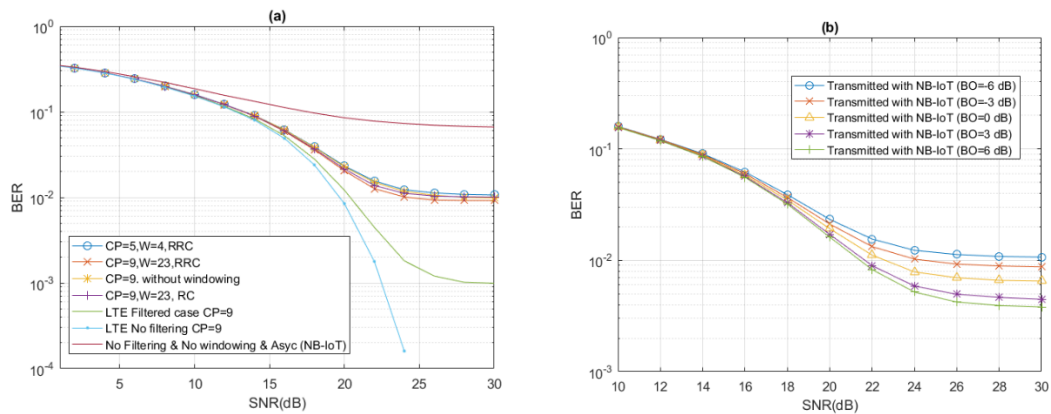 (a)
10^0
10^-1
10^-2
10^-3
10^-4
BER
CP=5,W=4,RRC
CP=9,W=23,RRC
CP=9. without windowing
CP=9,W=23, RC
LTE Filtered case CP=9
LTE No filtering CP=9
No Filtering & No windowing & Asyc (NB-IoT)
5 10 15 20 25 30
SNR(dB)
(b)
10^0
10^-1
10^-2
10^-3
BER
Transmitted with NB-IoT (BO=-6 dB)
Transmitted with NB-IoT (BO=-3 dB)
Transmitted with NB-IoT (BO=0 dB)
Transmitted with NB-IoT (BO=3 dB)
Transmitted with NB-IoT (BO=6 dB)
10 12 14 16 18 20 22 24 26 28 30
SNR(dB)